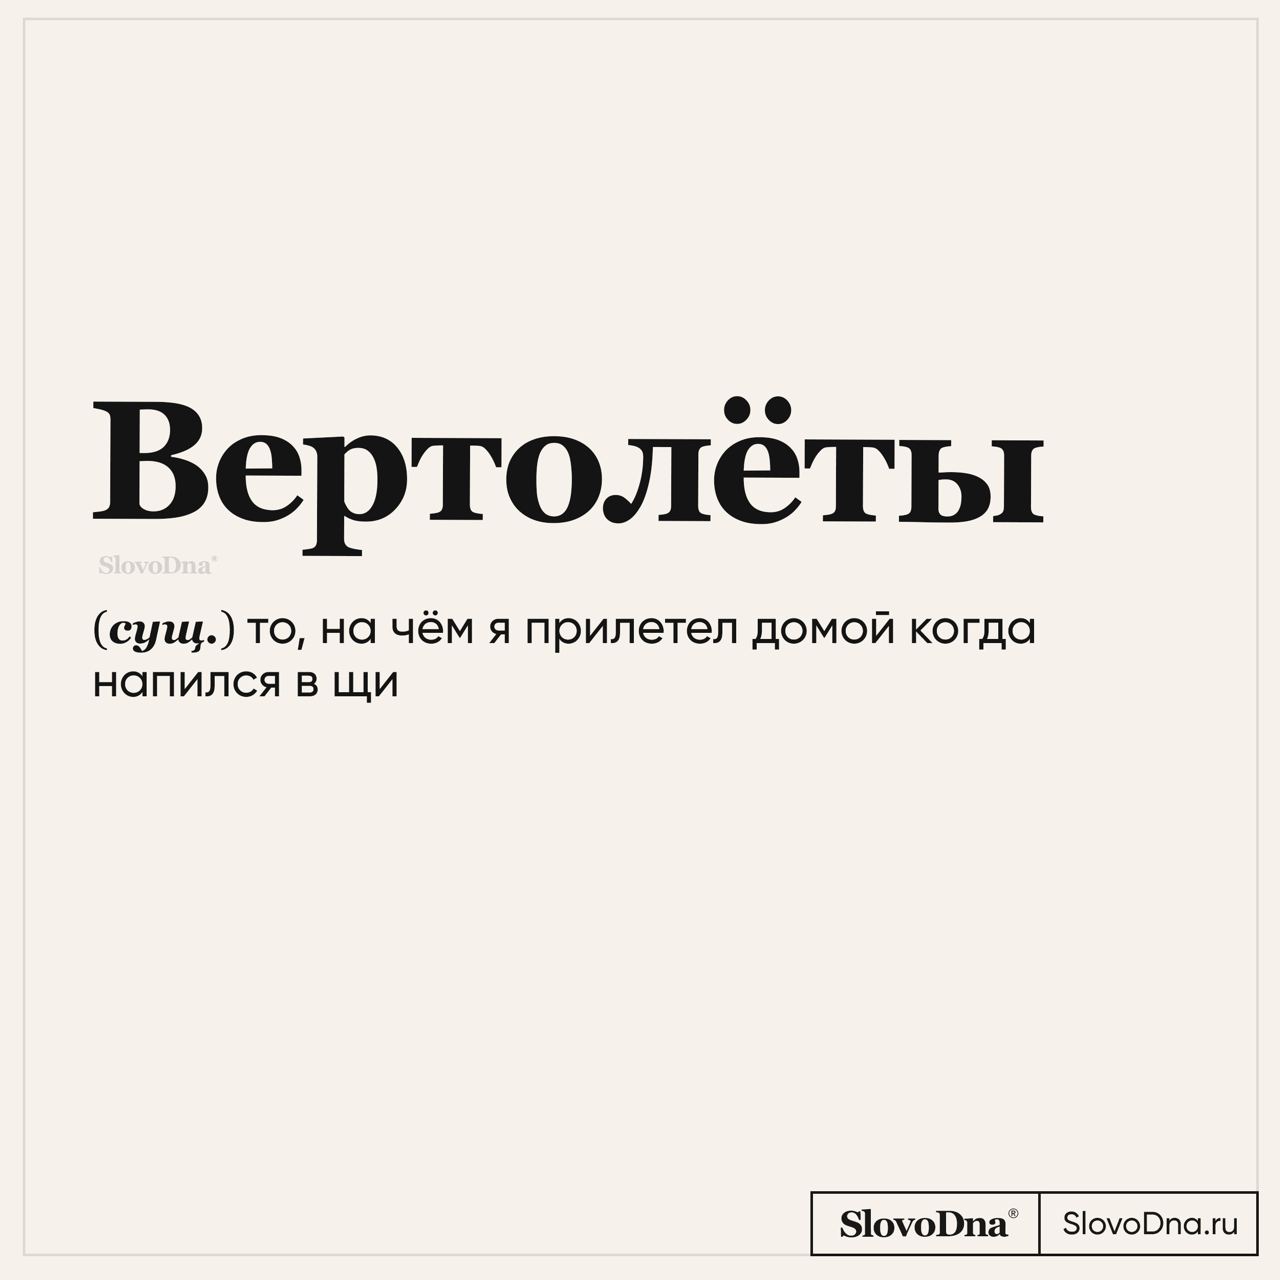 Вертолёты
SlovoDna®
(сущ.) то, на чём я прилетел домой когда
напился в щи
SlovoDna®
SlovoDna.ru